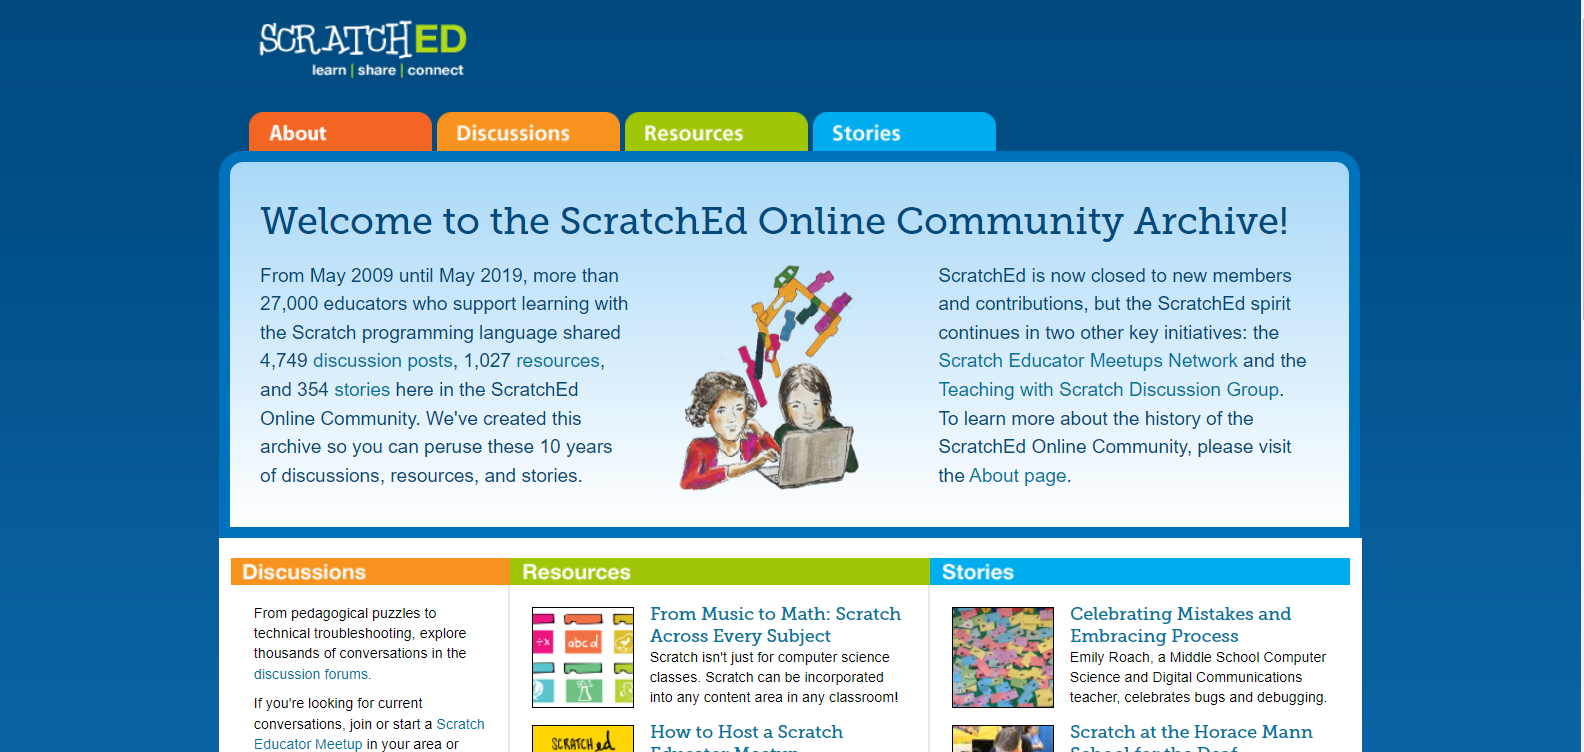 SCRATCHED
learn | share | connect
About
Discussions
Resources
Stories
Welcome to the ScratchEd Online Community Archive!
From May 2009 until May 2019, more than
27,000 educators who support learning with
the Scratch programming language shared
4,749 discussion posts, 1,027 resources,
and 354 stories here in the ScratchEd
Online Community. We've created this
archive so you can peruse these 10 years
of discussions, resources, and stories.
ScratchEd is now closed to new members
and contributions, but the ScratchEd spirit
continues in two other key initiatives: the
Scratch Educator Meetups Network and the
Teaching with Scratch Discussion Group.
To learn more about the history of the
ScratchEd Online Community, please visit
the About page.
Discussions
From pedagogical puzzles to
technical troubleshooting, explore
thousands of conversations in the
discussion forums.
If you're looking for current
conversations, join or start a Scratch
Educator Meetup in your area or
Resources
÷x
abcd
From Music to Math: Scratch
Across Every Subject
Scratch isn't just for computer science
classes. Scratch can be incorporated
into any content area in any classroom!
SCRATCH ed
How to Host a Scratch
Educator Meetup
Stories
Celebrating Mistakes and
Embracing Process
Emily Roach, a Middle School Computer
Science and Digital Communications
teacher, celebrates bugs and debugging.
Scratch at the Horace Mann
School for the Deaf